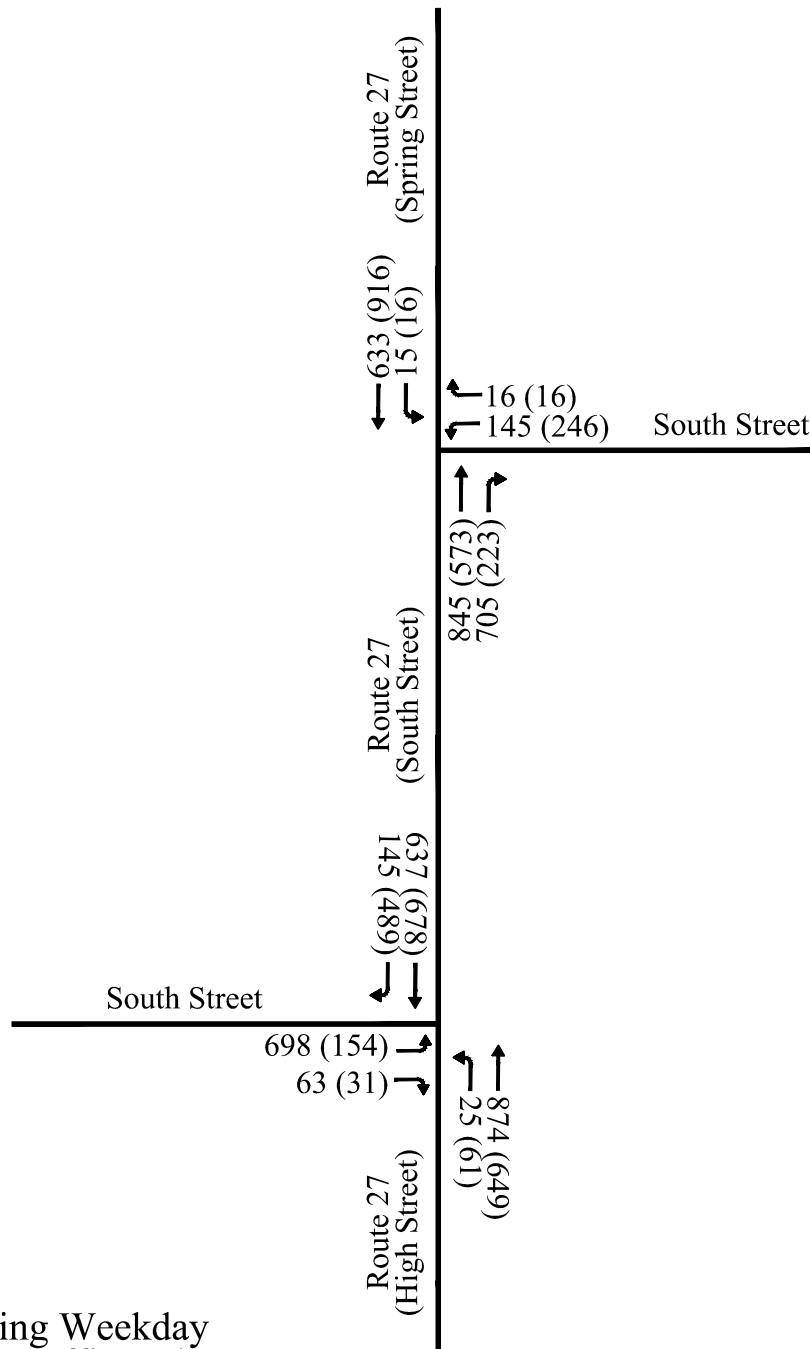 Route 27
(Spring Street)
633 (916)
15 (16)
16 (16)
145 (246)
South Street
845 (573)
705 (223)
Route 27
(South Street)
637 (678)
145 (489)
South Street
698 (154)
63 (31)
25 (61)
874 (649)
Route 27
(High Street)
ing Weekday